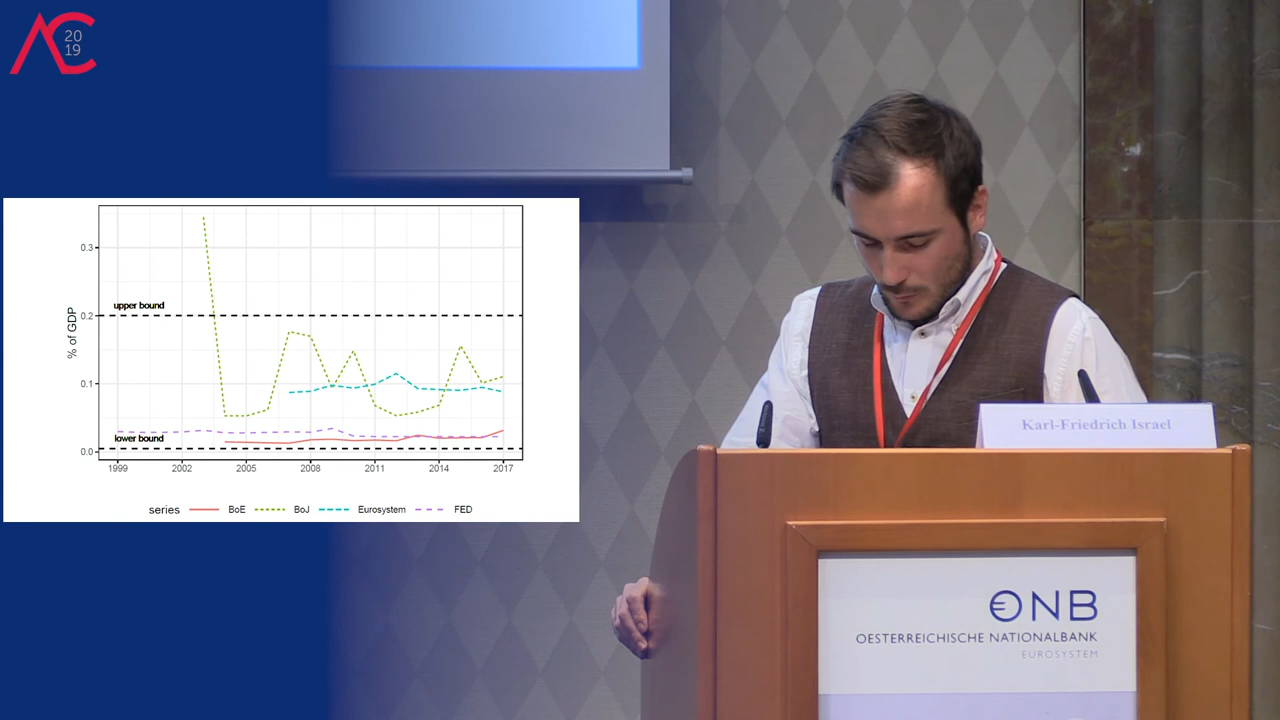 AC
20
19
% of GDP
0.3
upper bound
0.2
0.1
lower bound
0.0
1999 2002 2005 2008 2011 2014 2017
series BoE BoJ Eurosystem FED
Karl-Friedrich Israel
ONB
OESTERREICHISCHE NATIONALBANK
EUROSYSTEM